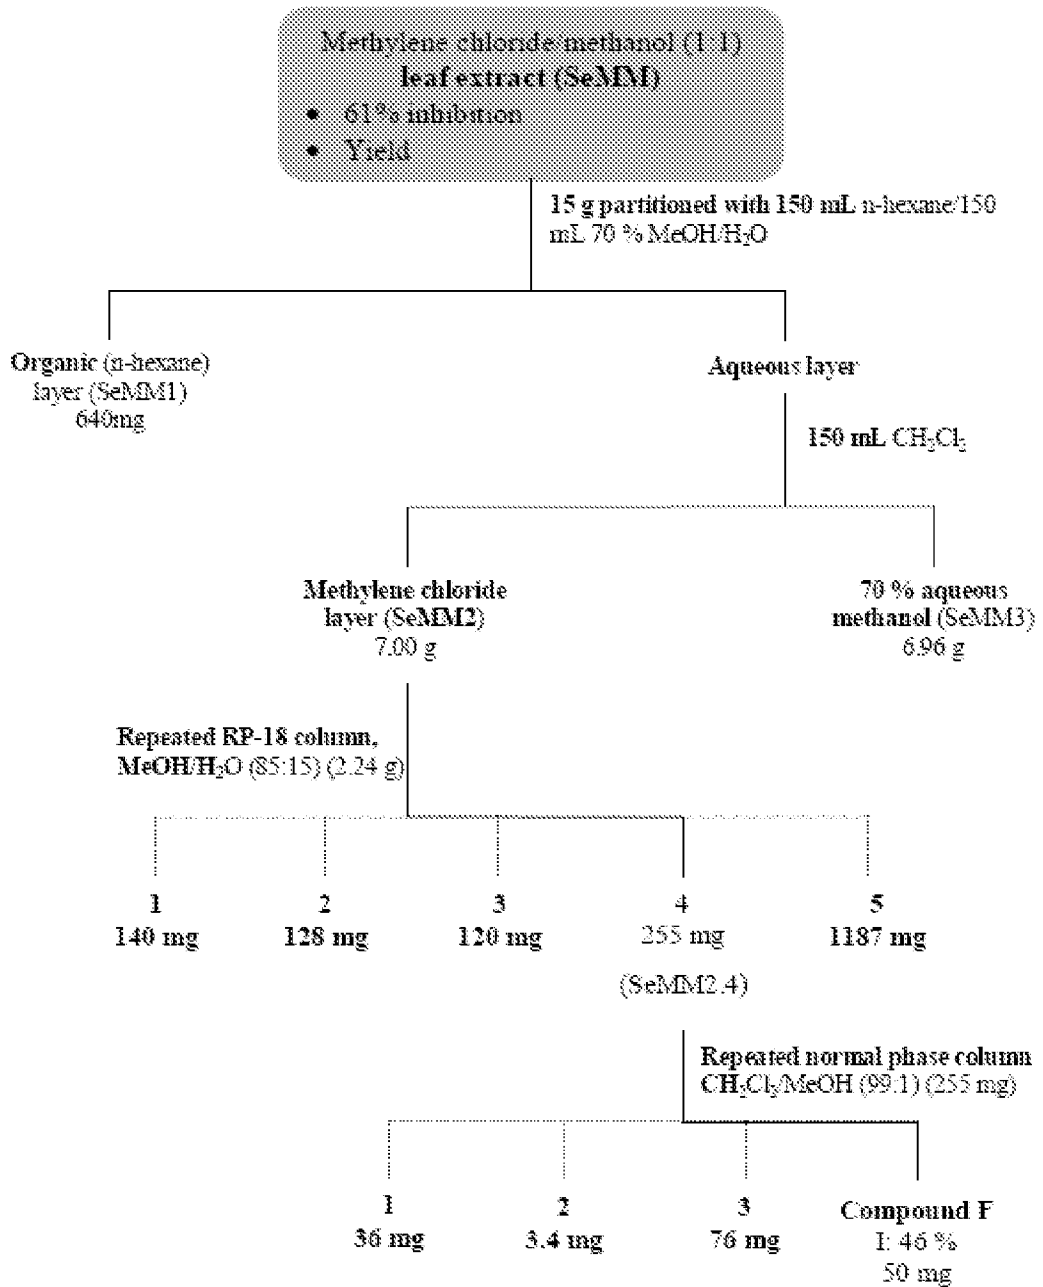 Methylene chloride/methanol (1:1)
leaf extract (SeMM)
• 61% inhibition
• Yield
15 g partitioned with 150 mL n-hexane/150
mL 70 % MeOH/H₂O
Organic (n-hexane)
layer (SeMM1)
640mg
Aqueous layer
150 mL CH₂Cl₂
Methylene chloride
layer (SeMM2)
7.00 g
70 % aqueous
methanol (SeMM3)
6.96 g
Repeated RP-18 column,
MeOH/H₂O (85:15) (2.24 g)
1
140 mg
2
128 mg
3
120 mg
4
255 mg
(SeMM2.4)
5
1187 mg
Repeated normal phase column
CH₂Cl₂/MeOH (99:1) (255 mg)
1
36 mg
2
3.4 mg
3
76 mg
Compound F
I: 46 %
50 mg